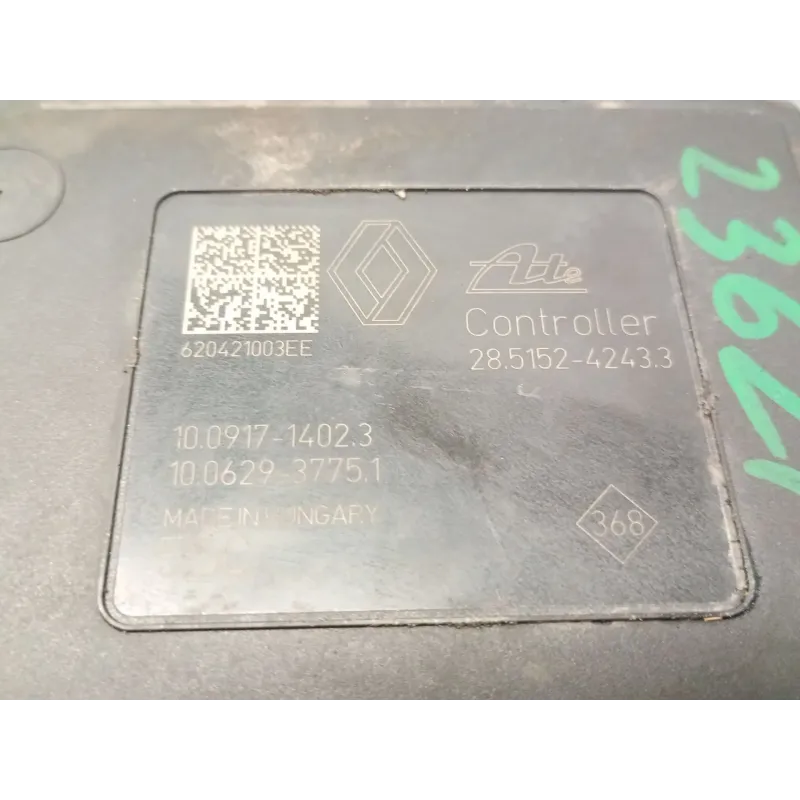 620421003EE
Ate
Controller
28.5152-4243.3
10.0917-1402.3
10.0629-3775.1
MADE IN HUNGARY
368